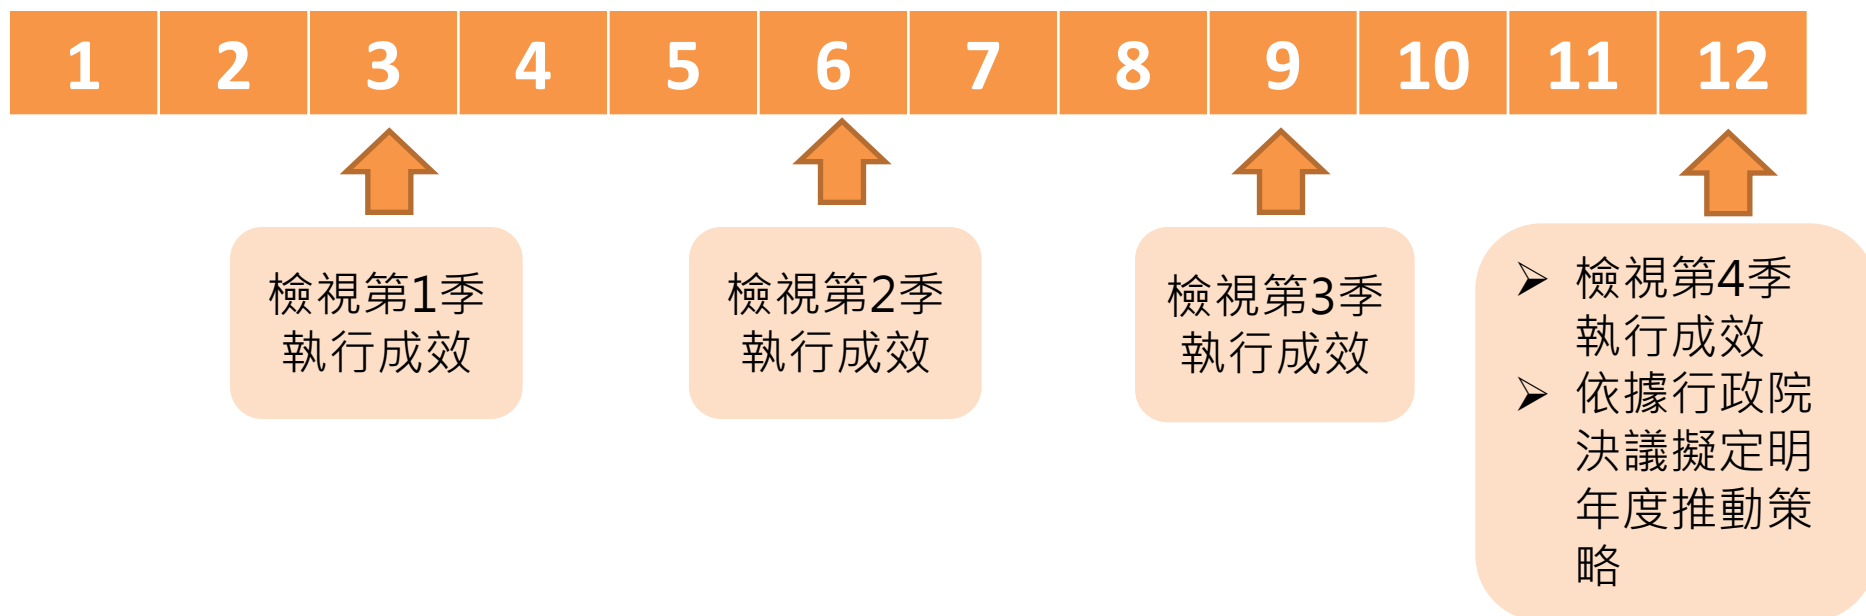 1 2 3 4 5 6 7 8 9 10 11 12
檢視第1季
執行成效
檢視第2季
執行成效
檢視第3季
執行成效
➢ 檢視第4季
執行成效
➢ 依據行政院
決議擬定明
年度推動策
略